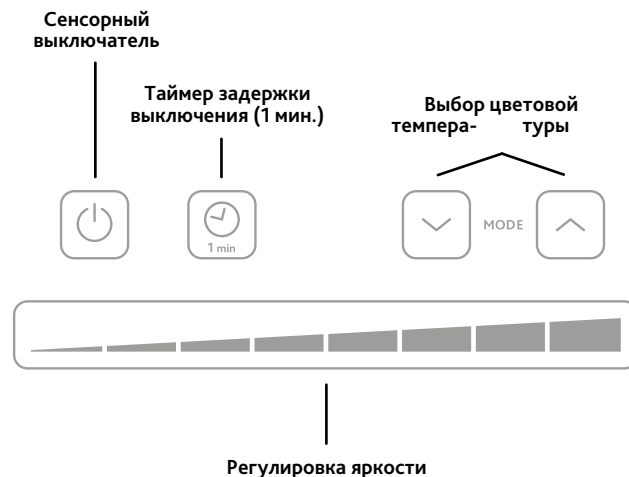 Сенсорный
выключатель
Таймер задержки
выключения (1 мин.)
Выбор цветовой
темпера- туры
1 min
MODE
Регулировка яркости